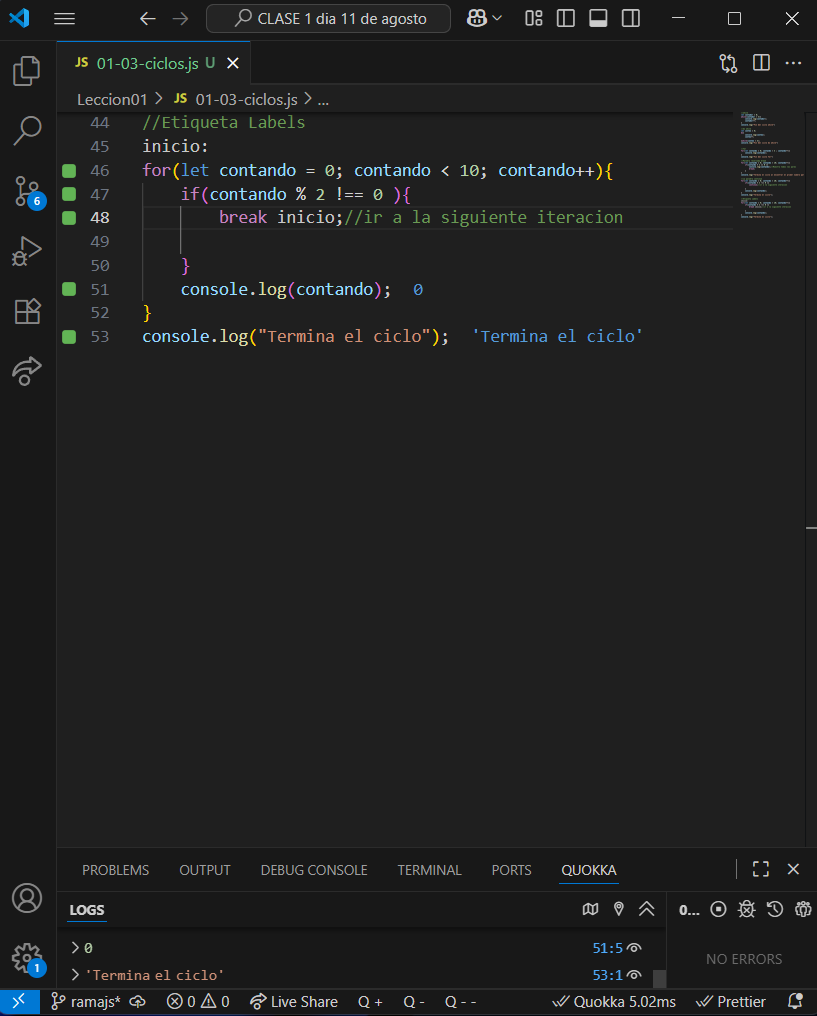 CLASE 1 dia 11 de agosto
JS 01-03-ciclos.js U
Leccion01 > JS 01-03-ciclos.js > ...
44 //Etiqueta Labels
45 inicio:
46 for(let contando = 0; contando < 10; contando++){
47 if(contando % 2 !== 0 ){
48 break inicio;//ir a la siguiente iteracion
49
50 }
51 console.log(contando); 0
52 }
53 console.log("Termina el ciclo"); 'Termina el ciclo'
6
1
PROBLEMS OUTPUT DEBUG CONSOLE TERMINAL PORTS QUOKKA
LOGS 0...
> 0 51:5
NO ERRORS
> 'Termina el ciclo' 53:1
ramajs* 0 0 Live Share Q + Q - Q - - Quokka 5.02ms Prettier